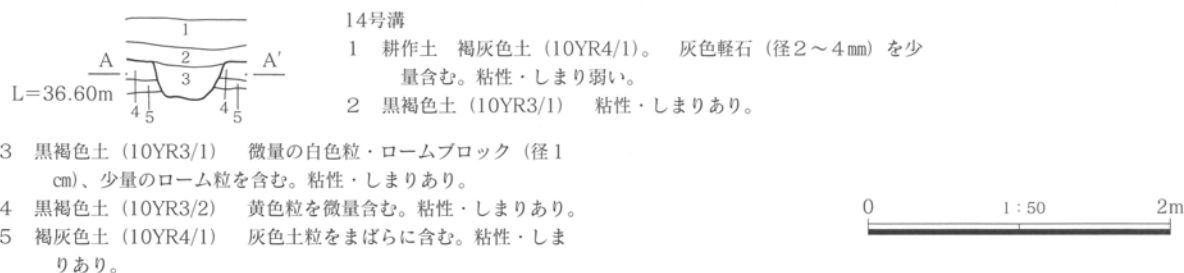 14号溝
1 耕作土 褐灰色土（10YR4/1）。 灰色軽石（径2～4㎜）を少
量含む。粘性・しまり弱い。
2 黒褐色土（10YR3/1） 粘性・しまりあり。
1
A 2 A′
3
L=36.60m
4 5 4 5
3 黒褐色土（10YR3/1） 微量の白色粒・ロームブロック（径1
㎝）、少量のローム粒を含む。粘性・しまりあり。
4 黒褐色土（10YR3/2） 黄色粒を微量含む。粘性・しまりあり。
5 褐灰色土（10YR4/1） 灰色土粒をまばらに含む。粘性・しま
りあり。
0 1：50 2m